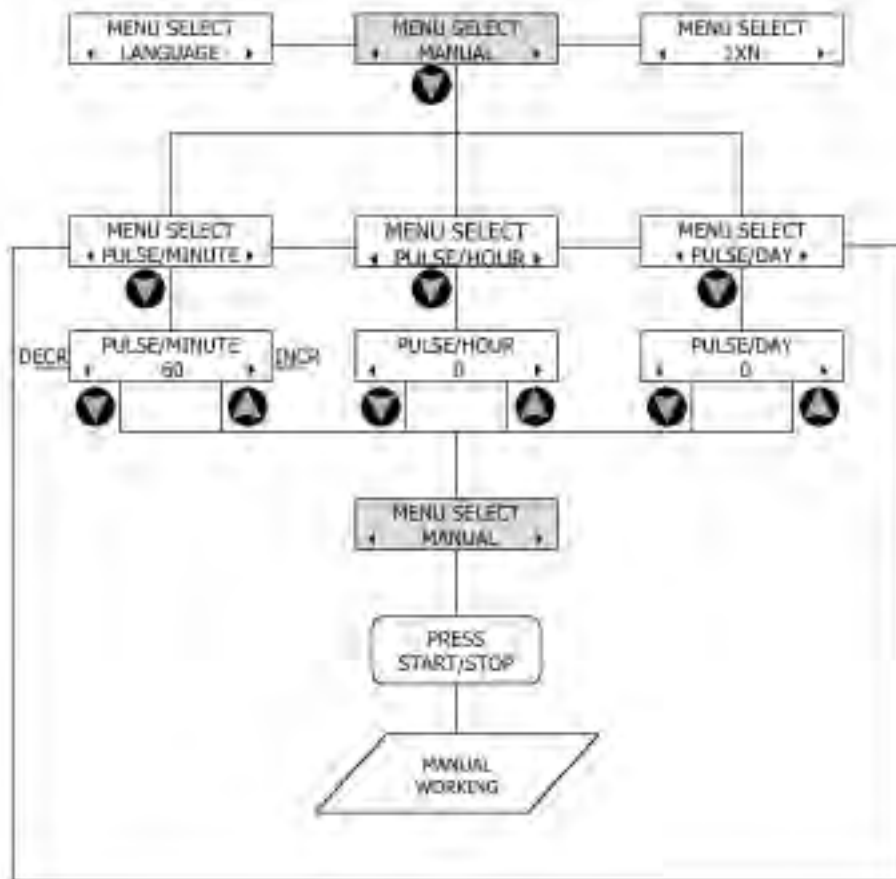 MENU SELECT
LANGUAGE
MENU SELECT
MANUAL
MENU SELECT
1XN
MENU SELECT
PULSE/MINUTE
MENU SELECT
PULSE/HOUR
MENU SELECT
PULSE/DAY
DECR
PULSE/MINUTE
60
INCR
PULSE/HOUR
0
PULSE/DAY
0
MENU SELECT
MANUAL
PRESS
START/STOP
MANUAL
WORKING